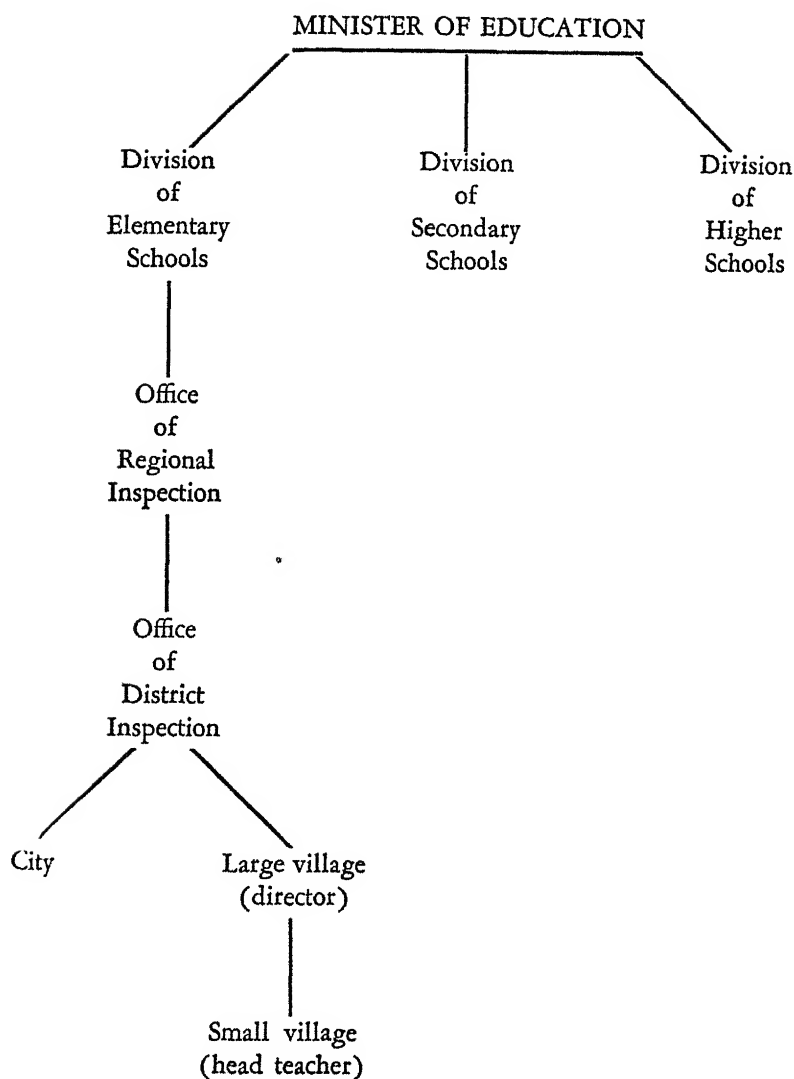 MINISTER OF EDUCATION
Division
of
Elementary
Schools
Division
of
Secondary
Schools
Division
of
Higher
Schools
Office
of
Regional
Inspection
Office
of
District
Inspection
City
Large village
(director)
Small village
(head teacher)